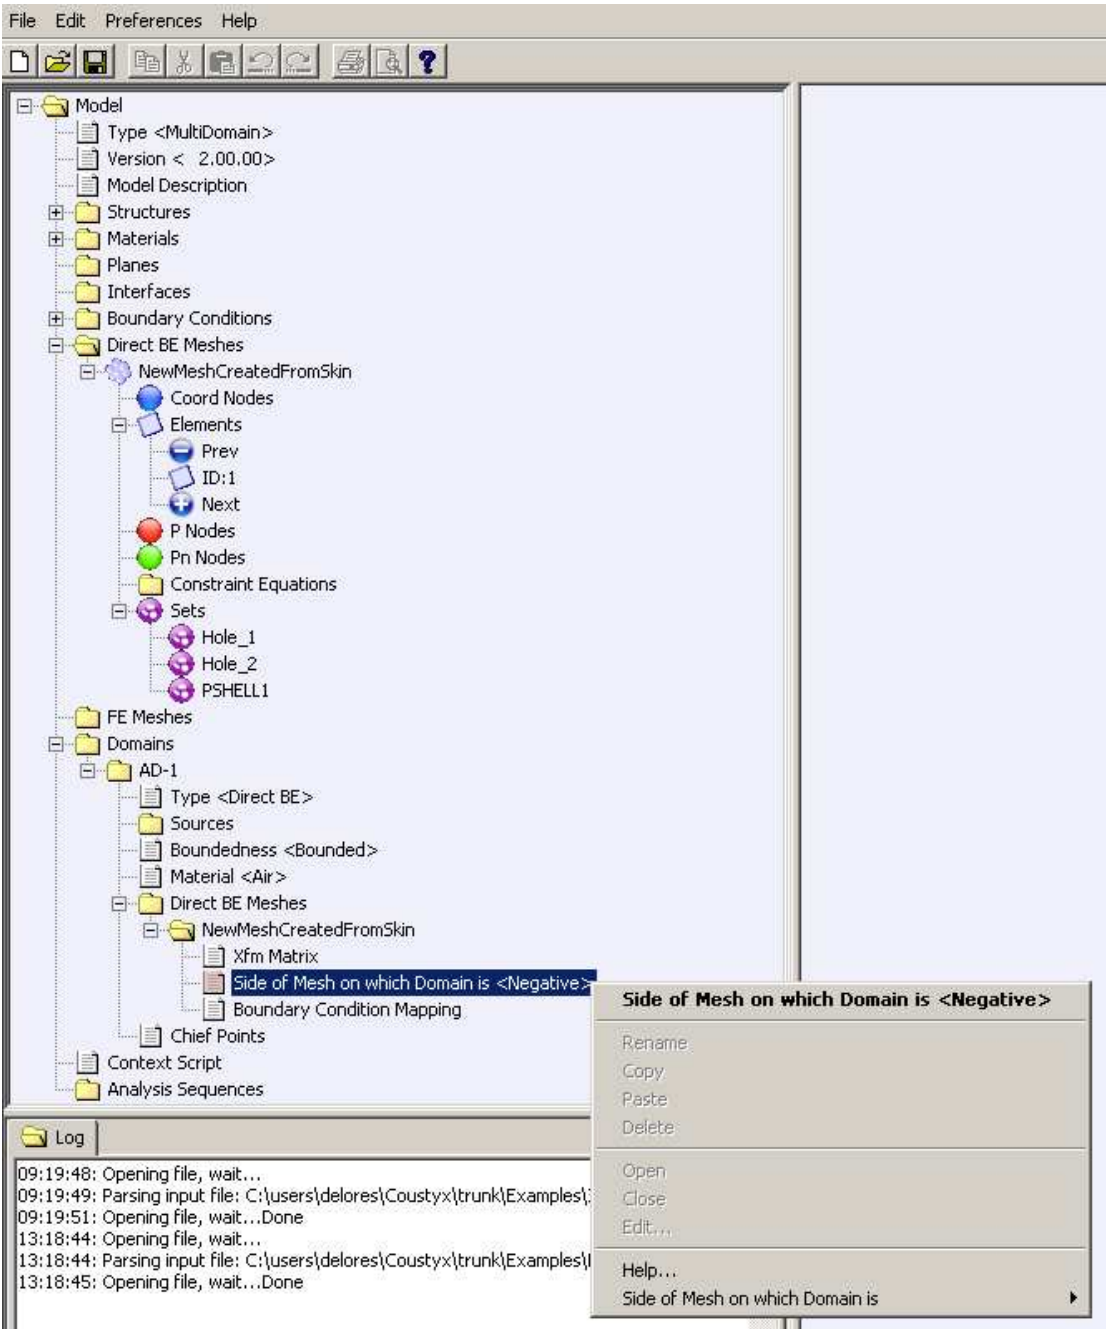 File Edit Preferences Help
Model
Type <MultiDomain>
Version < 2.00.00>
Model Description
Structures
Materials
Planes
Interfaces
Boundary Conditions
Direct BE Meshes
NewMeshCreatedFromSkin
Coord Nodes
Elements
Prev
ID:1
Next
P Nodes
Pn Nodes
Constraint Equations
Sets
Hole_1
Hole_2
PSHELL1
FE Meshes
Domains
AD-1
Type <Direct BE>
Sources
Boundedness <Bounded>
Material <Air>
Direct BE Meshes
NewMeshCreatedFromSkin
Xfm Matrix
Side of Mesh on which Domain is <Negative>
Boundary Condition Mapping
Chief Points
Context Script
Analysis Sequences
Side of Mesh on which Domain is <Negative>
Rename
Copy
Paste
Delete
Open
Close
Edit...
Help...
Side of Mesh on which Domain is
Log
09:19:48: Opening file, wait...
09:19:49: Parsing input file: C:\users\delores\Coustyx\trunk\Examples\
09:19:51: Opening file, wait...Done
13:18:44: Opening file, wait...
13:18:44: Parsing input file: C:\users\delores\Coustyx\trunk\Examples\
13:18:45: Opening file, wait...Done